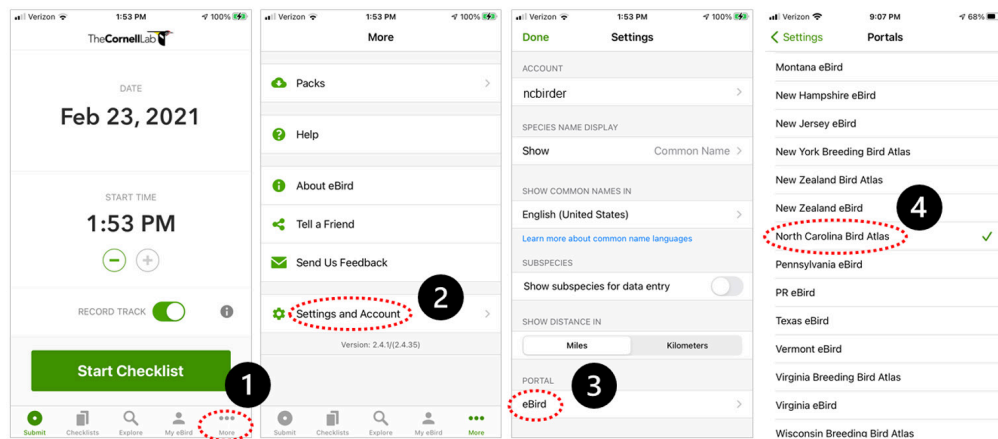 Verizon 1:53 PM 100%
TheCornellLab
DATE
Feb 23, 2021
START TIME
1:53 PM
RECORD TRACK
Start Checklist
1
Submit Checklists Explore My eBird More
Verizon 1:53 PM 100%
More
Packs
Help
About eBird
Tell a Friend
Send Us Feedback
2
Settings and Account
Version: 2.4.1/(2.4.35)
Submit Checklists Explore My eBird More
Verizon 1:53 PM 100%
Done Settings
ACCOUNT
ncbirder
SPECIES NAME DISPLAY
Show Common Name
SHOW COMMON NAMES IN
English (United States)
Learn more about common name languages
SUBSPECIES
Show subspecies for data entry
SHOW DISTANCE IN
Miles Kilometers
PORTAL
3
eBird
Verizon 9:07 PM 68%
Settings Portals
Montana eBird
New Hampshire eBird
New Jersey eBird
New York Breeding Bird Atlas
New Zealand Bird Atlas
New Zealand eBird
4
North Carolina Bird Atlas
Pennsylvania eBird
PR eBird
Texas eBird
Vermont eBird
Virginia Breeding Bird Atlas
Virginia eBird
Wisconsin Breeding Bird Atlas